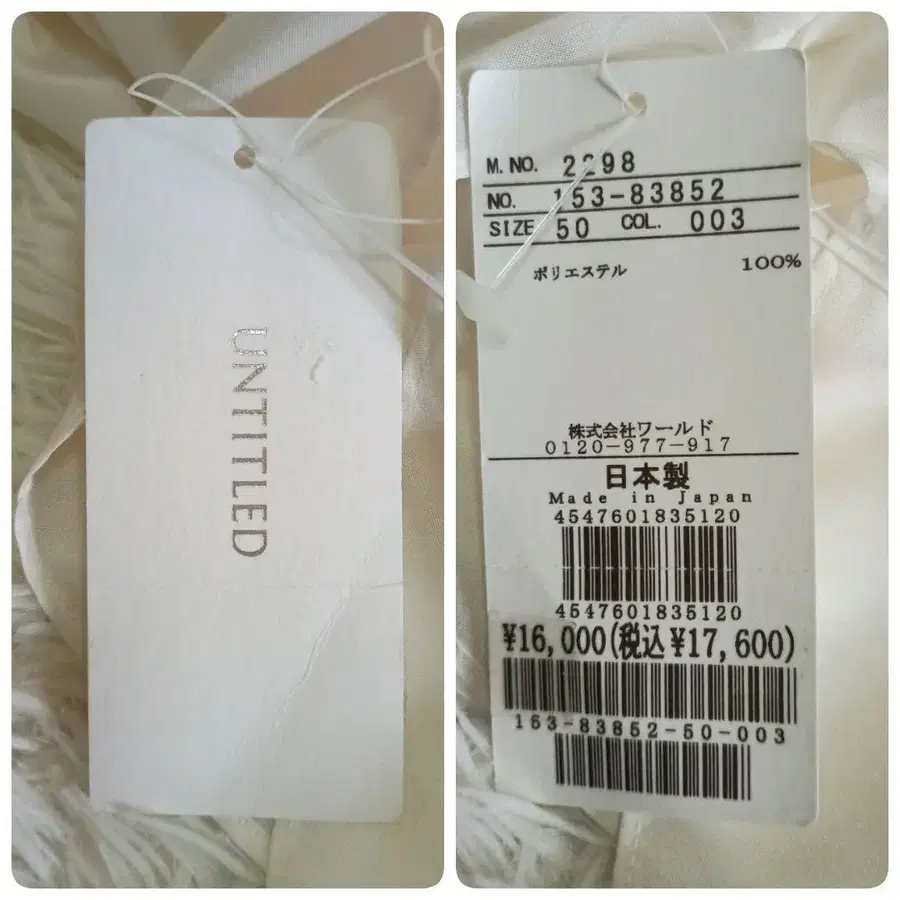 UNTITLED
M. NO. 2298
NO. 153-83852
SIZE 50 COL. 003
ポリエステル 100%
株式会社ワールド
0120-977-917
日本製
Made in Japan
4547601835120
4547601835120
¥16,000(税込¥17,600)
153-83852-50-003